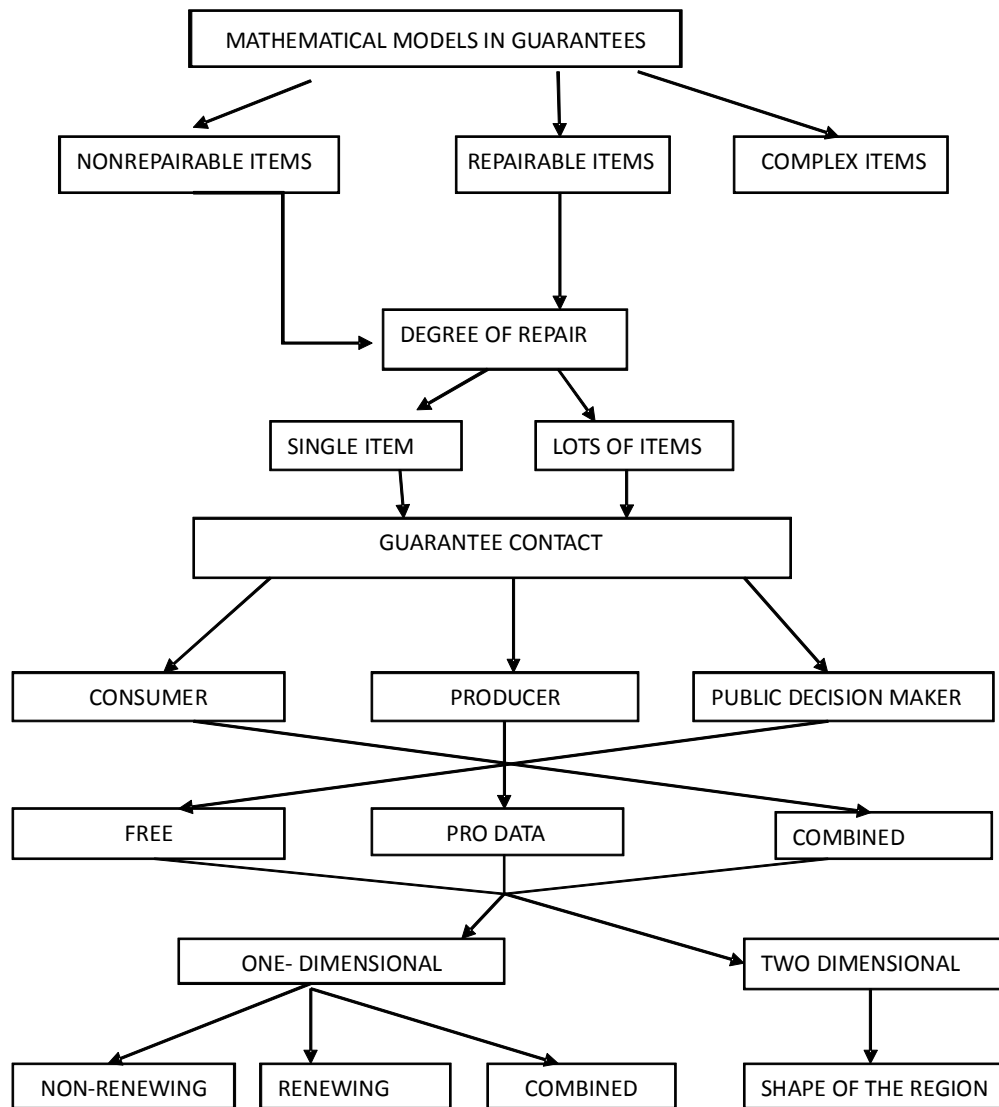 MATHEMATICAL MODELS IN GUARANTEES
NONREPAIRABLE ITEMS
REPAIRABLE ITEMS
COMPLEX ITEMS
DEGREE OF REPAIR
SINGLE ITEM
LOTS OF ITEMS
GUARANTEE CONTACT
CONSUMER
PRODUCER
PUBLIC DECISION MAKER
FREE
PRO DATA
COMBINED
ONE- DIMENSIONAL
TWO DIMENSIONAL
NON-RENEWING
RENEWING
COMBINED
SHAPE OF THE REGION